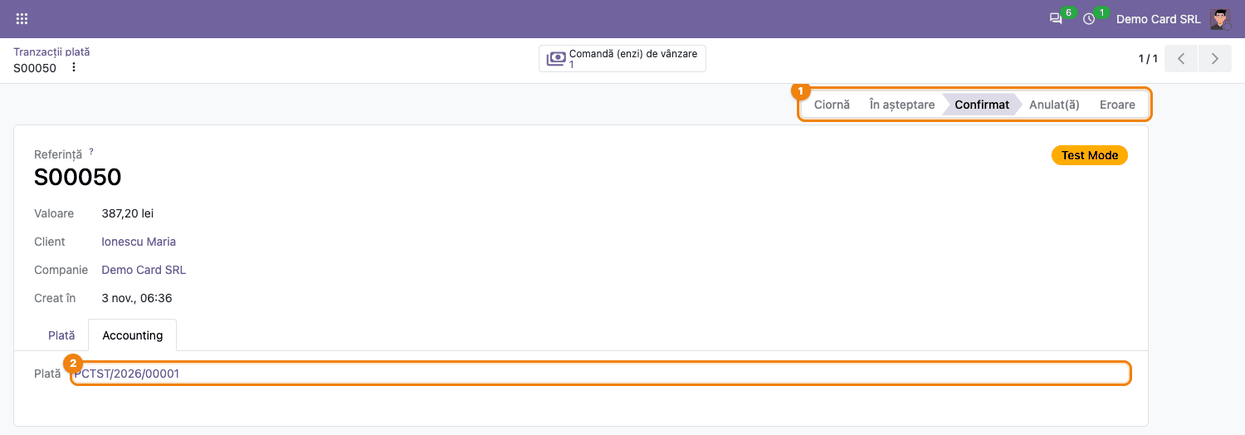 6
1
Demo Card SRL
Tranzacții plată
S00050
Comandă (enzi) de vânzare
1
1 / 1
1
Ciornă
În așteptare
Confirmat
Anulat(ă)
Eroare
Referință ?
Test Mode
S00050
Valoare 387,20 lei
Client Ionescu Maria
Companie Demo Card SRL
Creat în 3 nov., 06:36
Plată
Accounting
2
Plată PCTST/2026/00001